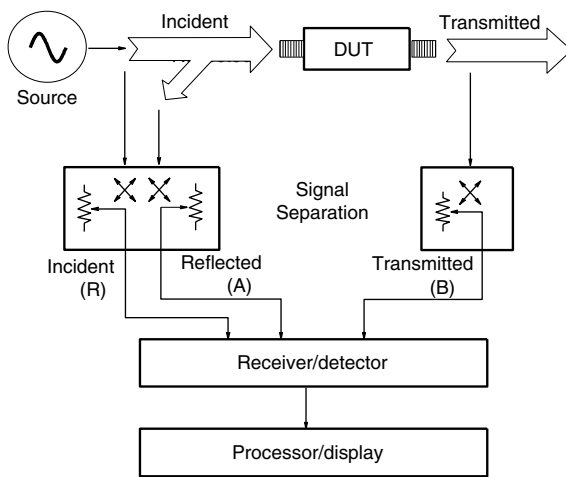 Incident
Transmitted
DUT
Source
Signal
Separation
Incident
(R)
Reflected
(A)
Transmitted
(B)
Receiver/detector
Processor/display